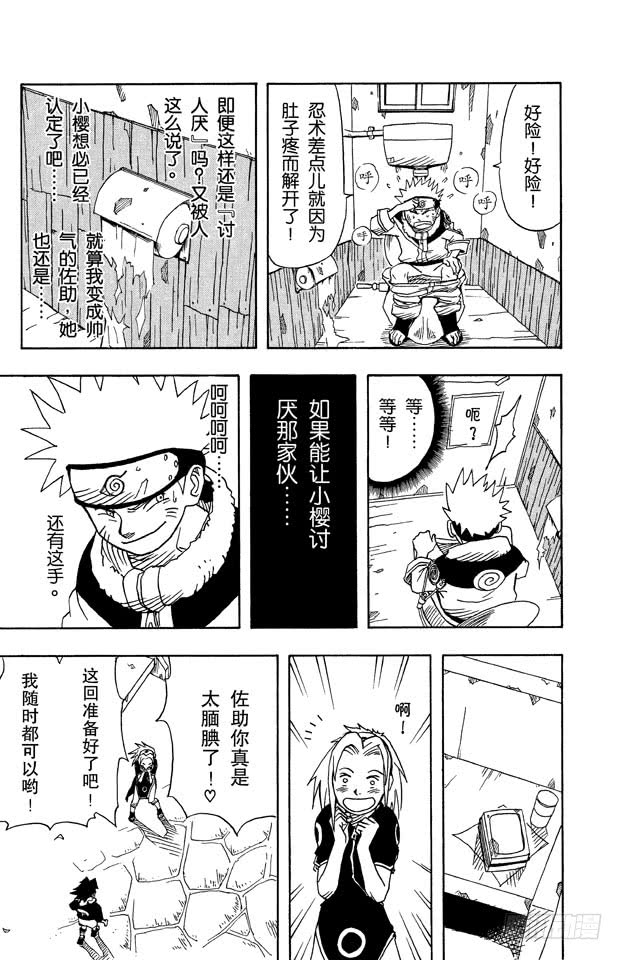 好险！好险！
忍术差点儿就因为
肚子疼而解开了！
呼
呼
呼
呼
即便这样还是『讨
人厌』吗？又被人
这么说了。
小樱想必已经
认定了吧……
就算我变成帅
气的佐助，她
也还是……
呃？
等……
等等！
如果能让小樱讨
厌那家伙……
呵呵呵呵……
还有这手。
啊！
佐助你真是
太腼腆了！♡
这回准备好了吧！
我随时都可以哟！